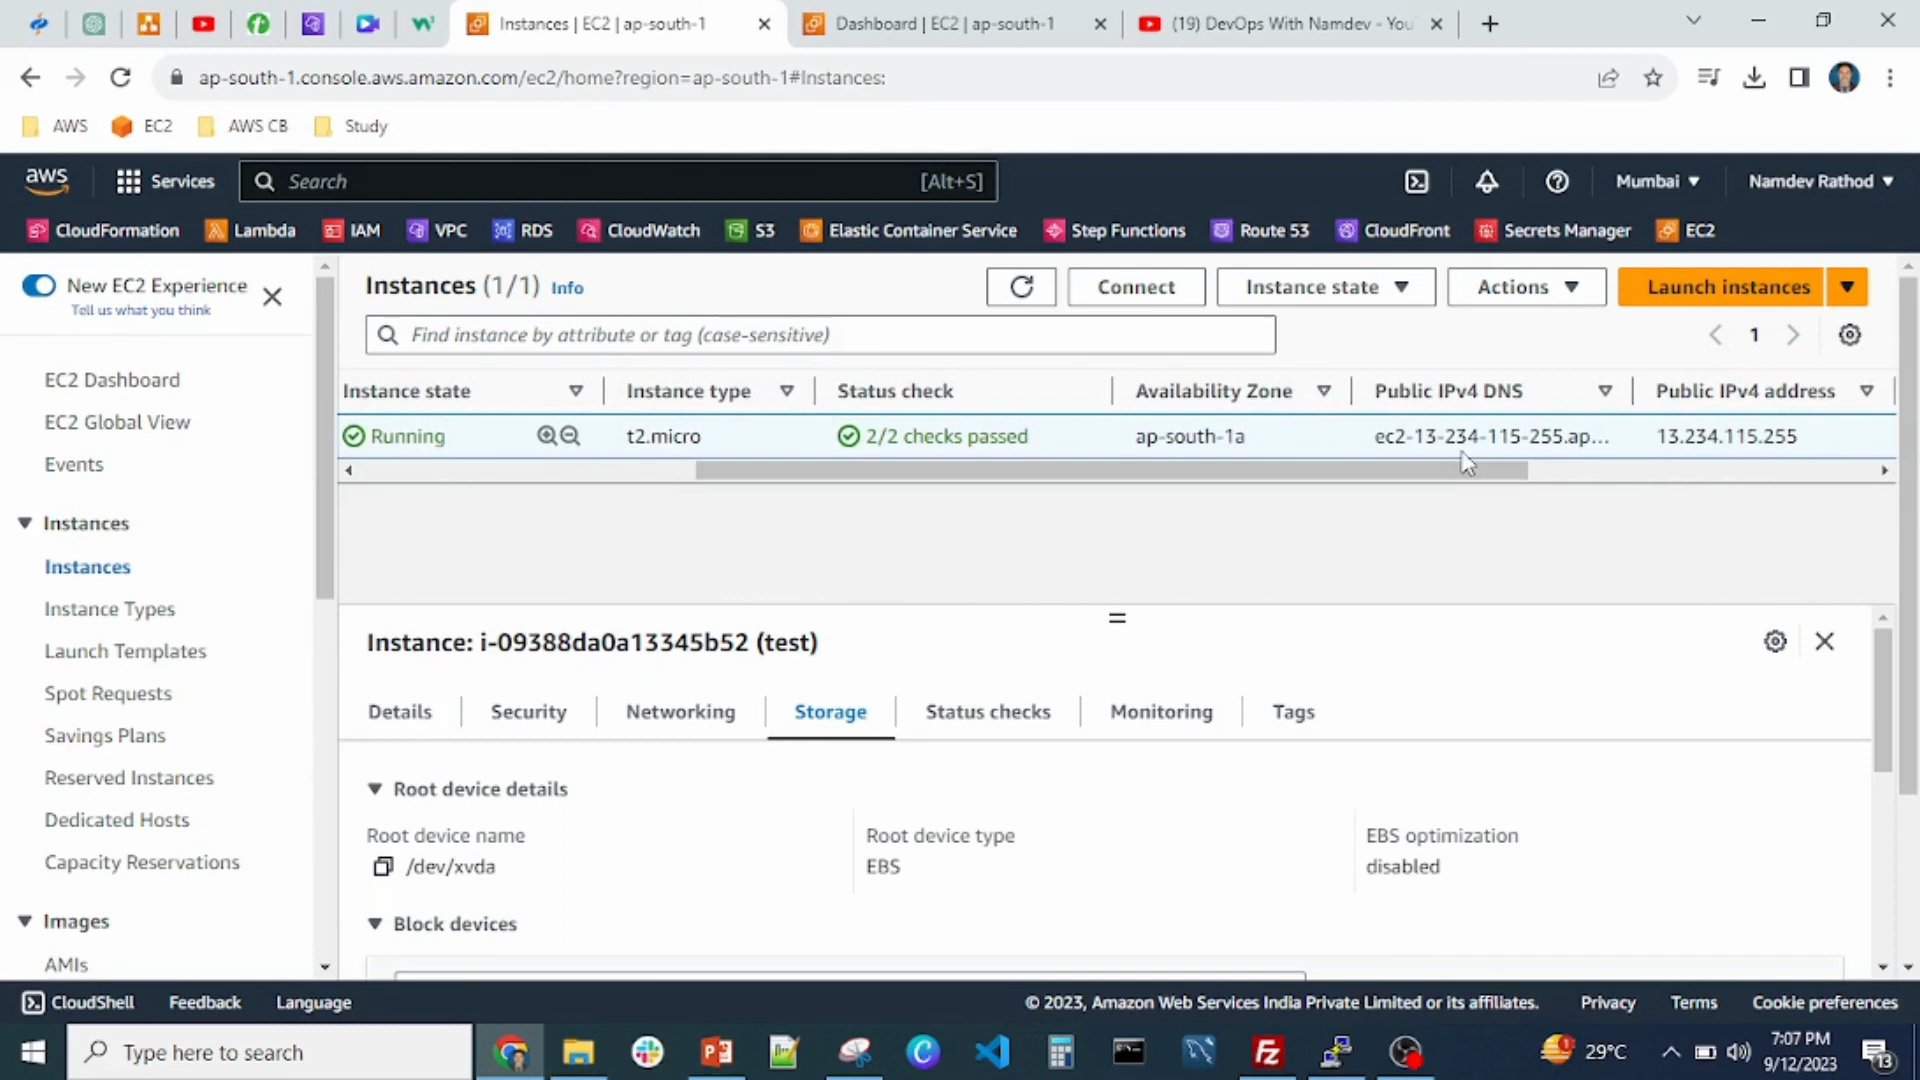 Instances | EC2 | ap-south-1
Dashboard | EC2 | ap-south-1
(19) DevOps With Namdev - You
ap-south-1.console.aws.amazon.com/ec2/home?region=ap-south-1#Instances:
AWS
EC2
AWS CB
Study
aws
Services
Search
[Alt+S]
Mumbai
Namdev Rathod
CloudFormation
Lambda
IAM
VPC
RDS
CloudWatch
S3
Elastic Container Service
Step Functions
Route 53
CloudFront
Secrets Manager
EC2
New EC2 Experience
Tell us what you think
EC2 Dashboard
EC2 Global View
Events
Instances
Instances
Instance Types
Launch Templates
Spot Requests
Savings Plans
Reserved Instances
Dedicated Hosts
Capacity Reservations
Images
AMIs
Instances (1/1) Info
Connect
Instance state
Actions
Launch instances
Find instance by attribute or tag (case-sensitive)
1
Instance state
Instance type
Status check
Availability Zone
Public IPv4 DNS
Public IPv4 address
Running
t2.micro
2/2 checks passed
ap-south-1a
ec2-13-234-115-255.ap...
13.234.115.255
Instance: i-09388da0a13345b52 (test)
Details
Security
Networking
Storage
Status checks
Monitoring
Tags
Root device details
Root device name
/dev/xvda
Root device type
EBS
EBS optimization
disabled
Block devices
CloudShell
Feedback
Language
© 2023, Amazon Web Services India Private Limited or its affiliates.
Privacy
Terms
Cookie preferences
Type here to search
29°C
7:07 PM
9/12/2023
13